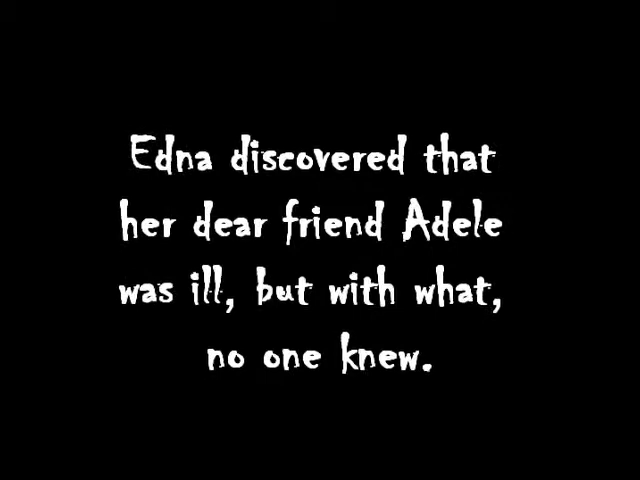 Edna discovered that
her dear friend Adele
was ill, but with what,
no one knew.